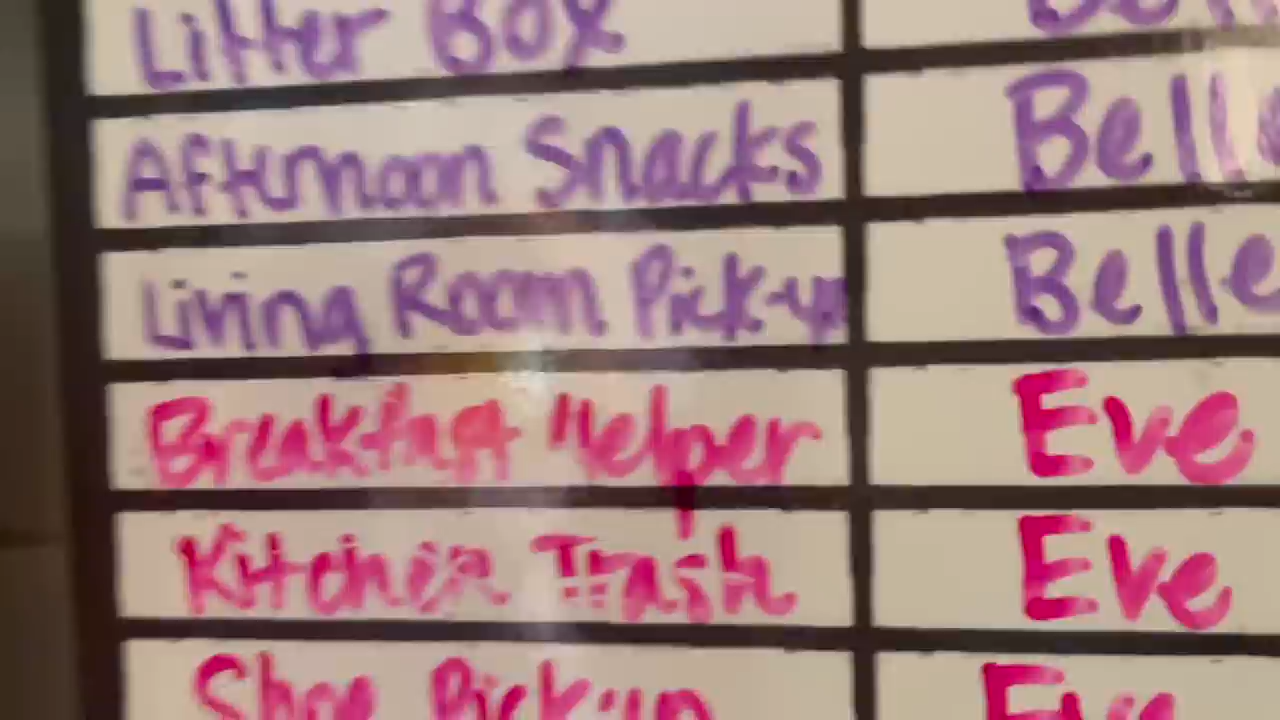 Litter Box Bell
Afternoon Snacks Belle
Living Room Pick-up Belle
Breakfast Helper Eve
Kitchen Trash Eve
Shoe Pick-up Eve